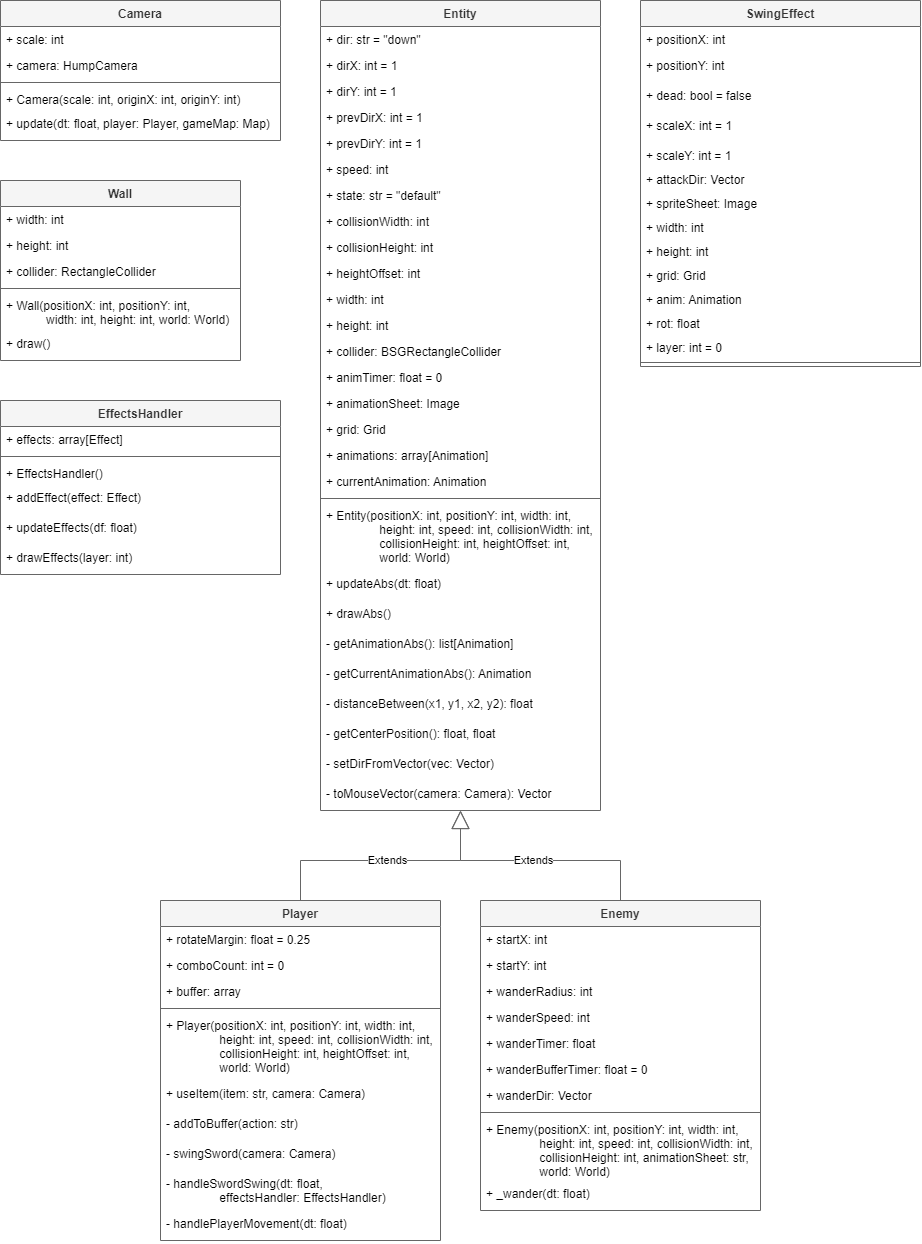 Camera
+ scale: int
+ camera: HumpCamera
+ Camera(scale: int, originX: int, originY: int)
+ update(dt: float, player: Player, gameMap: Map)
Wall
+ width: int
+ height: int
+ collider: RectangleCollider
+ Wall(positionX: int, positionY: int,
width: int, height: int, world: World)
+ draw()
EffectsHandler
+ effects: array[Effect]
+ EffectsHandler()
+ addEffect(effect: Effect)
+ updateEffects(df: float)
+ drawEffects(layer: int)
Entity
+ dir: str = "down"
+ dirX: int = 1
+ dirY: int = 1
+ prevDirX: int = 1
+ prevDirY: int = 1
+ speed: int
+ state: str = "default"
+ collisionWidth: int
+ collisionHeight: int
+ heightOffset: int
+ width: int
+ height: int
+ collider: BSGRectangleCollider
+ animTimer: float = 0
+ animationSheet: Image
+ grid: Grid
+ animations: array[Animation]
+ currentAnimation: Animation
+ Entity(positionX: int, positionY: int, width: int,
height: int, speed: int, collisionWidth: int,
collisionHeight: int, heightOffset: int,
world: World)
+ updateAbs(dt: float)
+ drawAbs()
- getAnimationAbs(): list[Animation]
- getCurrentAnimationAbs(): Animation
- distanceBetween(x1, y1, x2, y2): float
- getCenterPosition(): float, float
- setDirFromVector(vec: Vector)
- toMouseVector(camera: Camera): Vector
SwingEffect
+ positionX: int
+ positionY: int
+ dead: bool = false
+ scaleX: int = 1
+ scaleY: int = 1
+ attackDir: Vector
+ spriteSheet: Image
+ width: int
+ height: int
+ grid: Grid
+ anim: Animation
+ rot: float
+ layer: int = 0
Extends
Extends
Player
+ rotateMargin: float = 0.25
+ comboCount: int = 0
+ buffer: array
+ Player(positionX: int, positionY: int, width: int,
height: int, speed: int, collisionWidth: int,
collisionHeight: int, heightOffset: int,
world: World)
+ useItem(item: str, camera: Camera)
- addToBuffer(action: str)
- swingSword(camera: Camera)
- handleSwordSwing(dt: float,
effectsHandler: EffectsHandler)
- handlePlayerMovement(dt: float)
Enemy
+ startX: int
+ startY: int
+ wanderRadius: int
+ wanderSpeed: int
+ wanderTimer: float
+ wanderBufferTimer: float = 0
+ wanderDir: Vector
+ Enemy(positionX: int, positionY: int, width: int,
height: int, speed: int, collisionWidth: int,
collisionHeight: int, animationSheet: str,
world: World)
+ _wander(dt: float)